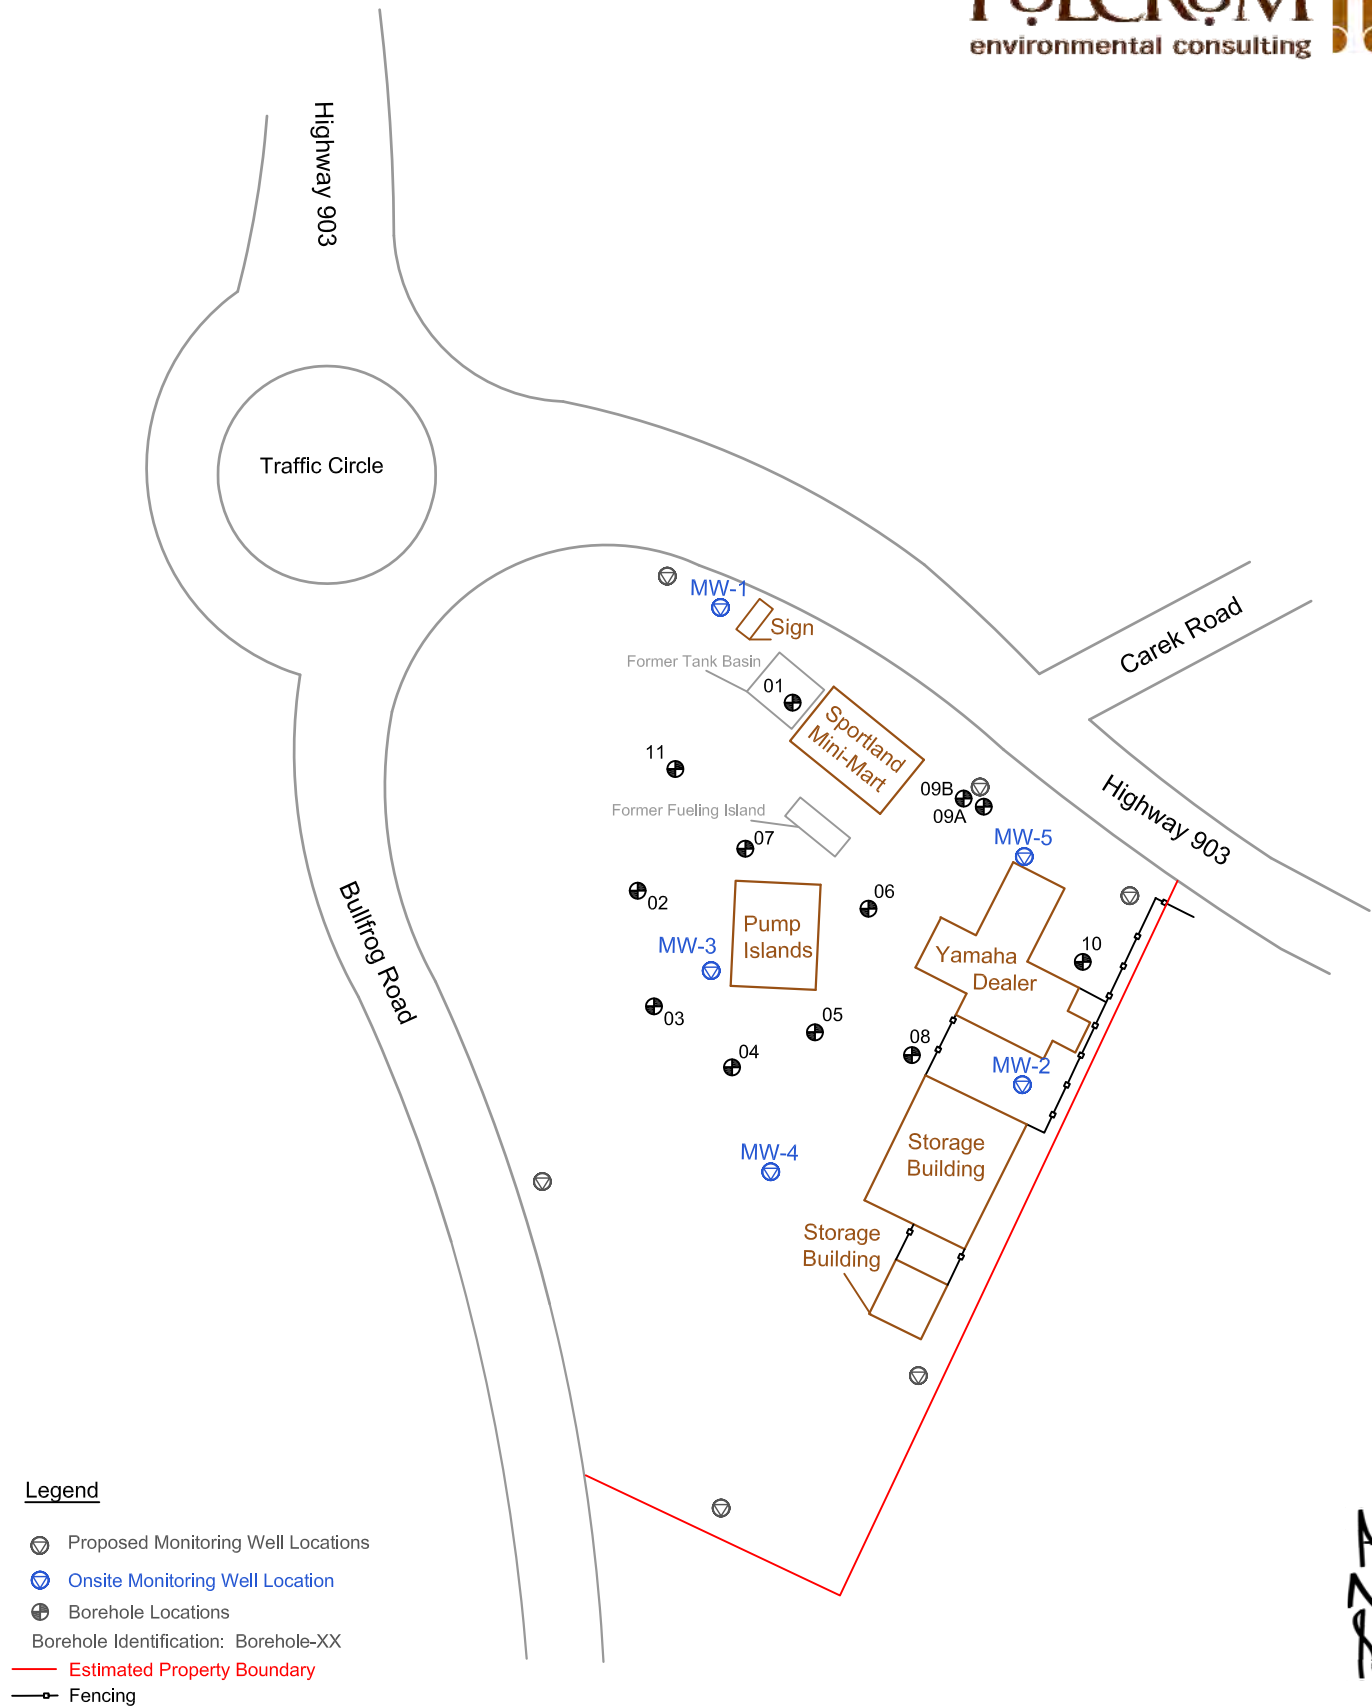 FULCRUM
environmental consulting
Highway 903
Traffic Circle
MW-1
Sign
Carek Road
Former Tank Basin
01
Sportland
Mini-Mart
11
Highway 903
09B
09A
Former Fueling Island
07
MW-5
Bullfrog Road
02
06
Pump
Islands
MW-3
Yamaha
Dealer
10
03
05
04
08
MW-2
MW-4
Storage
Building
Storage
Building
Legend
Proposed Monitoring Well Locations
Onsite Monitoring Well Location
Borehole Locations
Borehole Identification: Borehole-XX
Estimated Property Boundary
Fencing